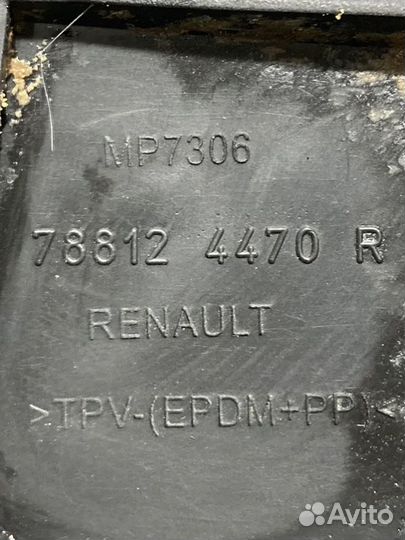 MP7306
78812 4470 R
RENAULT
>TPV-(EPDM+PP)<
Avito